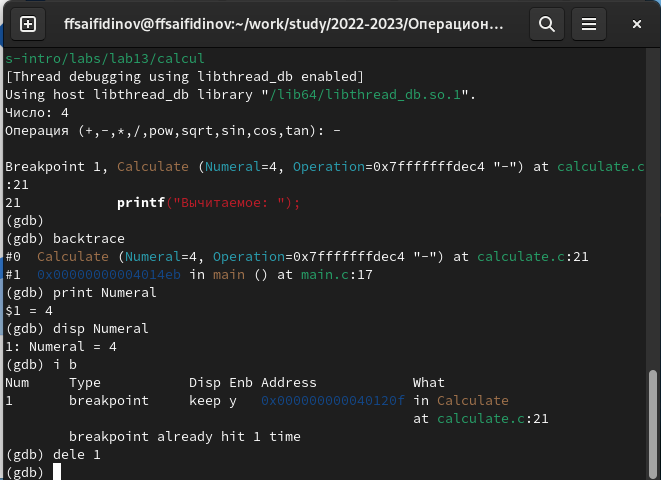 ffsaifidinov@ffsaifidinov:~/work/study/2022-2023/Операцион...
s-intro/labs/lab13/calcul
[Thread debugging using libthread_db enabled]
Using host libthread_db library "/lib64/libthread_db.so.1".
Число: 4
Операция (+,-,*,/,pow,sqrt,sin,cos,tan): -
Breakpoint 1, Calculate (Numeral=4, Operation=0x7fffffffdec4 "-") at calculate.c
:21
21 printf("Вычитаемое: ");
(gdb)
(gdb) backtrace
#0 Calculate (Numeral=4, Operation=0x7fffffffdec4 "-") at calculate.c:21
#1 0x00000000004014eb in main () at main.c:17
(gdb) print Numeral
$1 = 4
(gdb) disp Numeral
1: Numeral = 4
(gdb) i b
Num Type Disp Enb Address What
1 breakpoint keep y 0x000000000040120f in Calculate
at calculate.c:21
breakpoint already hit 1 time
(gdb) dele 1
(gdb)